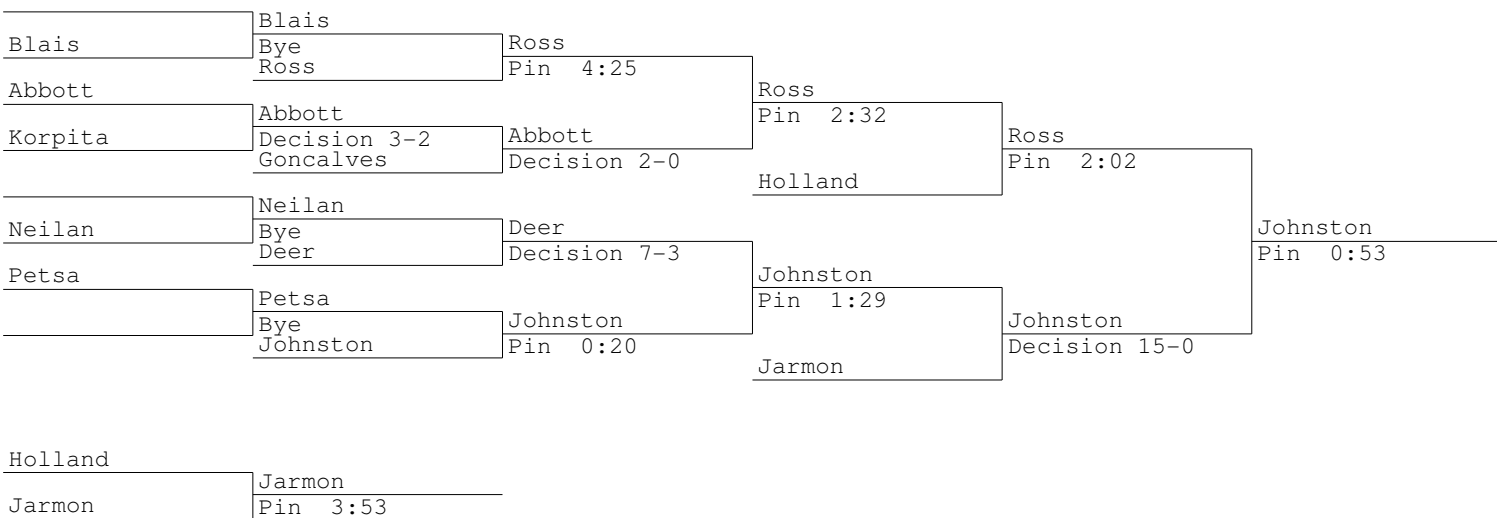 Blais
Blais
Bye
Ross
Ross
Pin 4:25
Abbott
Korpita
Abbott
Decision 3-2
Goncalves
Abbott
Decision 2-0
Ross
Pin 2:32
Holland
Ross
Pin 2:02
Neilan
Neilan
Bye
Deer
Deer
Decision 7-3
Petsa
Petsa
Bye
Johnston
Johnston
Pin 0:20
Johnston
Pin 1:29
Jarmon
Johnston
Decision 15-0
Johnston
Pin 0:53
Holland
Jarmon
Jarmon
Pin 3:53